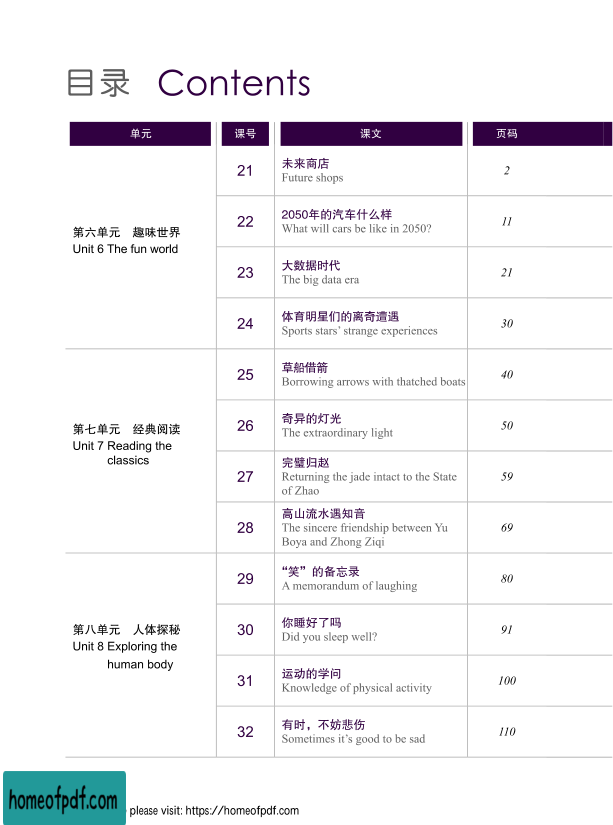 目录 Contents
单元 课号 课文 页码
第六单元 趣味世界
Unit 6 The fun world
21 未来商店 2
Future shops
22 2050年的汽车什么样 11
What will cars be like in 2050?
23 大数据时代 21
The big data era
24 体育明星们的离奇遭遇 30
Sports stars’ strange experiences
第七单元 经典阅读
Unit 7 Reading the
classics
25 草船借箭 40
Borrowing arrows with thatched boats
26 奇异的灯光 50
The extraordinary light
27 完璧归赵 59
Returning the jade intact to the State
of Zhao
28 高山流水遇知音 69
The sincere friendship between Yu
Boya and Zhong Ziqi
第八单元 人体探秘
Unit 8 Exploring the
human body
29 “笑”的备忘录 80
A memorandum of laughing
30 你睡好了吗 91
Did you sleep well?
31 运动的学问 100
Knowledge of physical activity
32 有时，不妨悲伤 110
Sometimes it’s good to be sad
homeofpdf.com
please visit: https://homeofpdf.com